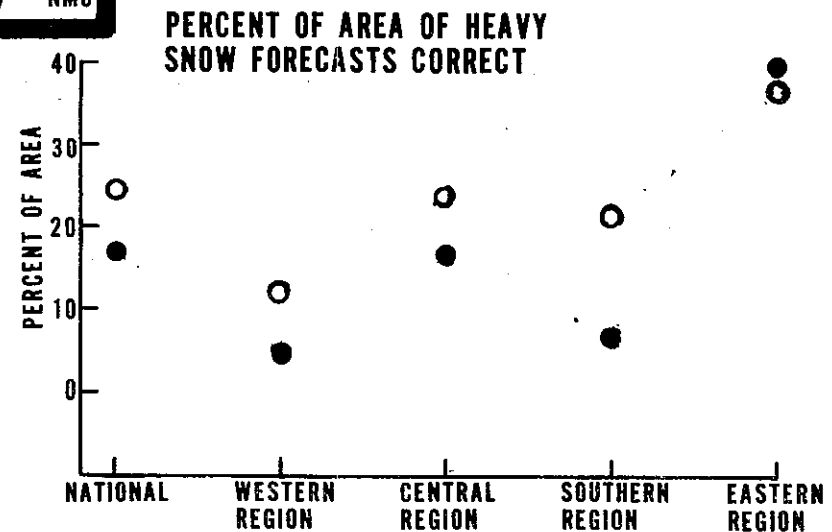 NMC
PERCENT OF AREA OF HEAVY
SNOW FORECASTS CORRECT
PERCENT OF AREA
40
30
20
10
0
NATIONAL
WESTERN
REGION
CENTRAL
REGION
SOUTHERN
REGION
EASTERN
REGION